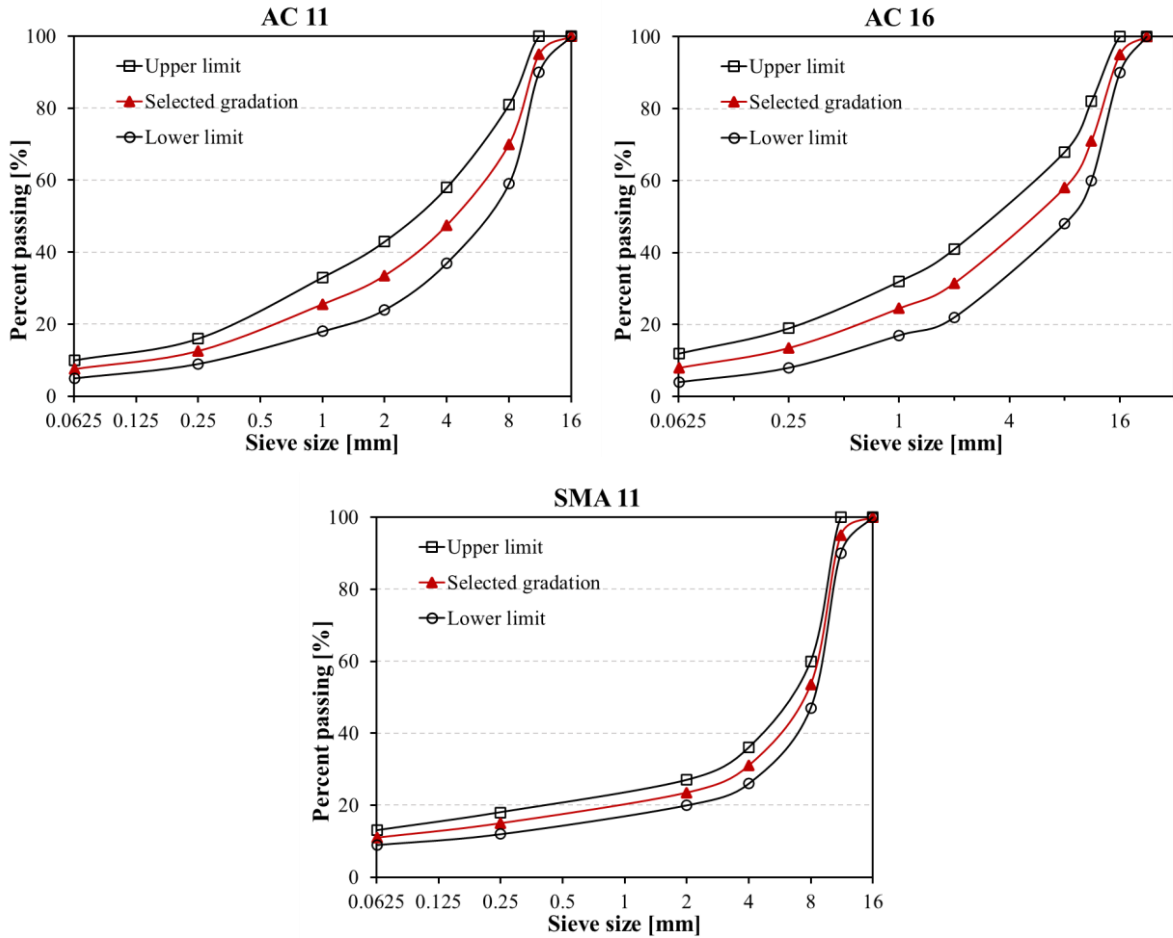 AC 11
Percent passing [%]
100
80
60
40
20
0
Upper limit
Selected gradation
Lower limit
0.0625 0.125 0.25 0.5 1 2 4 8 16
Sieve size [mm]
AC 16
Percent passing [%]
100
80
60
40
20
0
Upper limit
Selected gradation
Lower limit
0.0625 0.25 1 4 16
Sieve size [mm]
SMA 11
Percent passing [%]
100
80
60
40
20
0
Upper limit
Selected gradation
Lower limit
0.0625 0.125 0.25 0.5 1 2 4 8 16
Sieve size [mm]